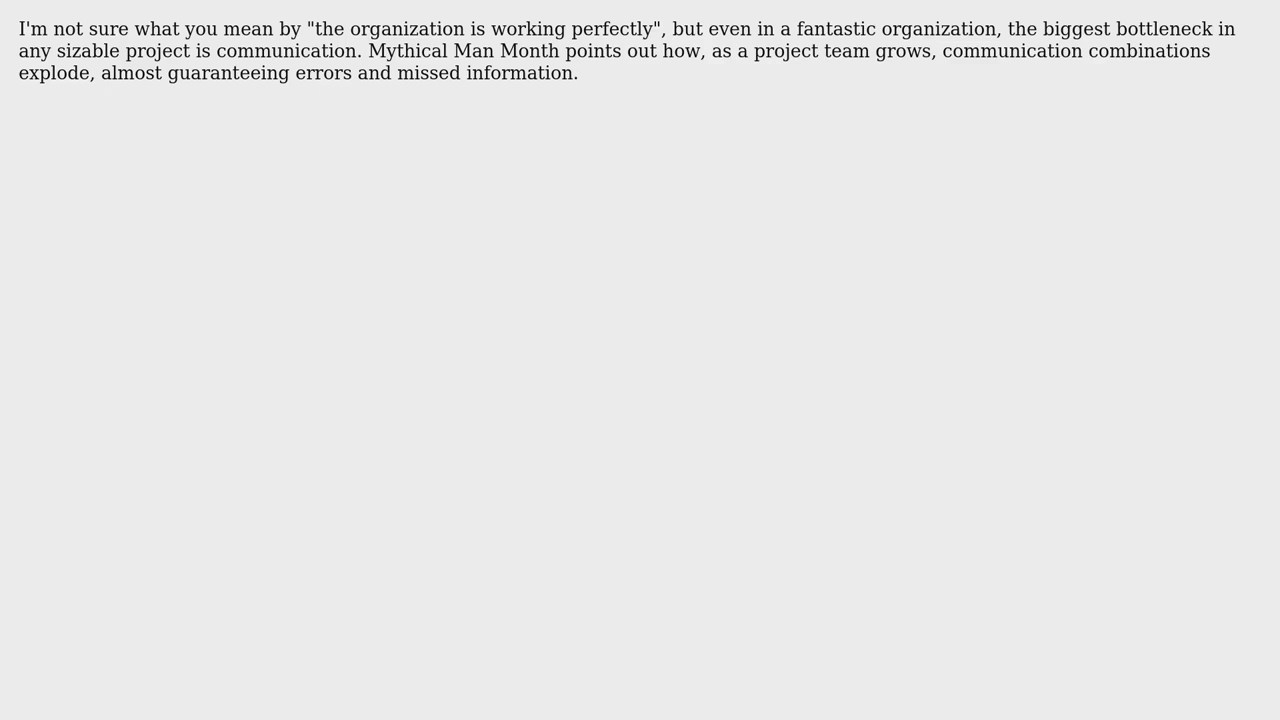 I'm not sure what you mean by "the organization is working perfectly", but even in a fantastic organization, the biggest bottleneck in
any sizable project is communication. Mythical Man Month points out how, as a project team grows, communication combinations
explode, almost guaranteeing errors and missed information.